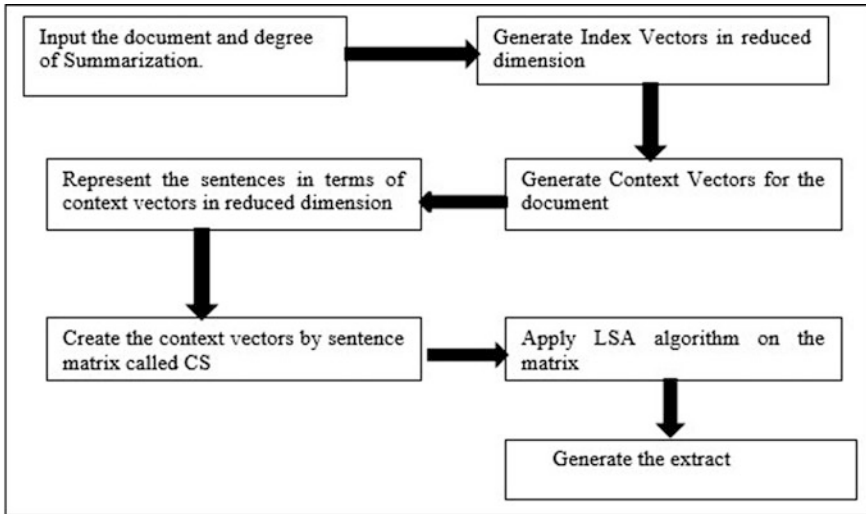 Input the document and degree
of Summarization.
Generate Index Vectors in reduced
dimension
Generate Context Vectors for the
document
Represent the sentences in terms of
context vectors in reduced dimension
Create the context vectors by sentence
matrix called CS
Apply LSA algorithm on the
matrix
Generate the extract